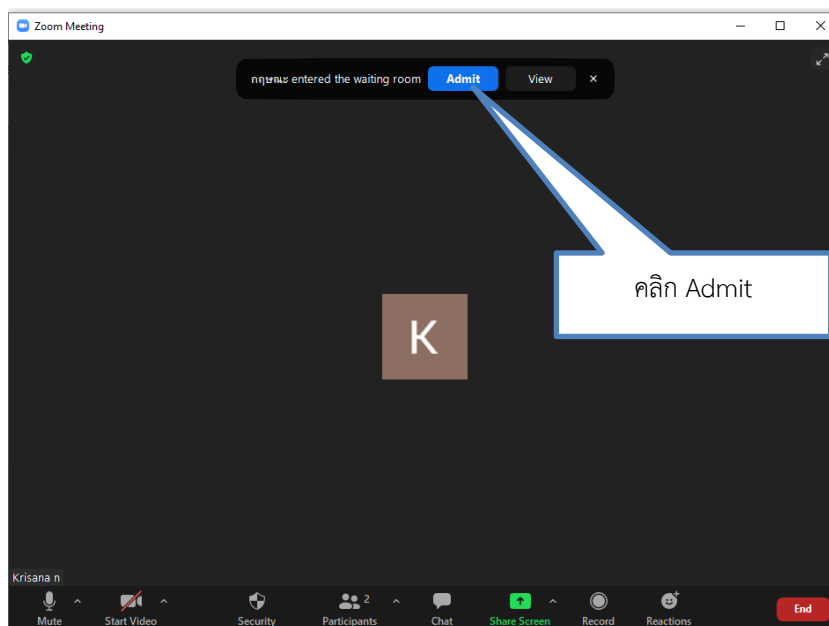 Zoom Meeting
กฤษณะ entered the waiting room Admit View
คลิก Admit
K
Krisana n
2
Mute Start Video Security Participants Chat Share Screen Record Reactions End